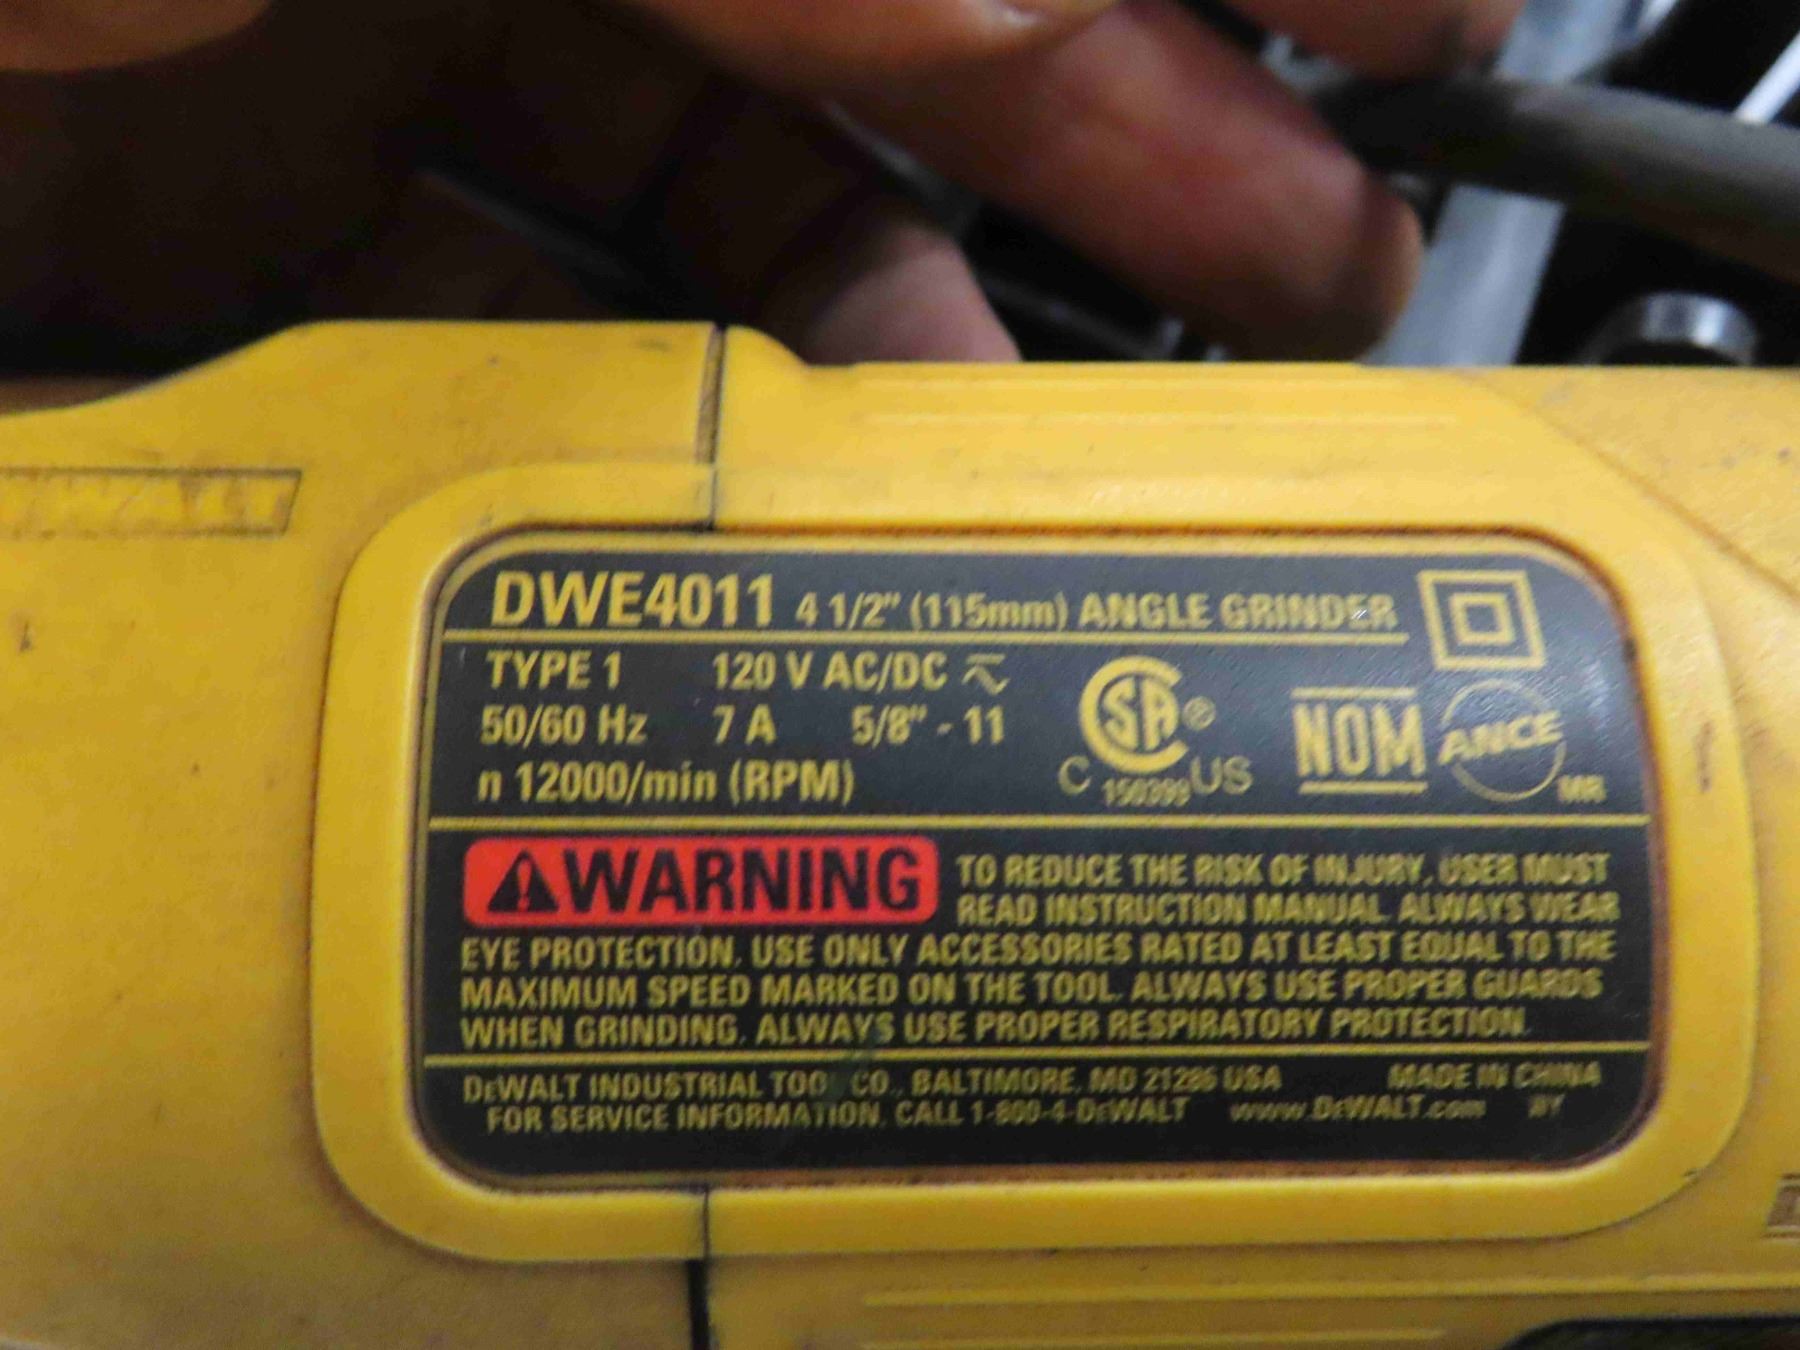 DEWALT
DWE4011 4 1/2" (115mm) ANGLE GRINDER
TYPE 1 120 V AC/DC
50/60 Hz 7 A 5/8" - 11
n 12000/min (RPM)
CSA ®
C 150399 US
NOM
ANCE
MR
WARNING TO REDUCE THE RISK OF INJURY, USER MUST
READ INSTRUCTION MANUAL. ALWAYS WEAR
EYE PROTECTION. USE ONLY ACCESSORIES RATED AT LEAST EQUAL TO THE
MAXIMUM SPEED MARKED ON THE TOOL. ALWAYS USE PROPER GUARDS
WHEN GRINDING. ALWAYS USE PROPER RESPIRATORY PROTECTION.
DEWALT INDUSTRIAL TOOL CO., BALTIMORE, MD 21286 USA MADE IN CHINA
FOR SERVICE INFORMATION, CALL 1-800-4-DEWALT www.DEWALT.com